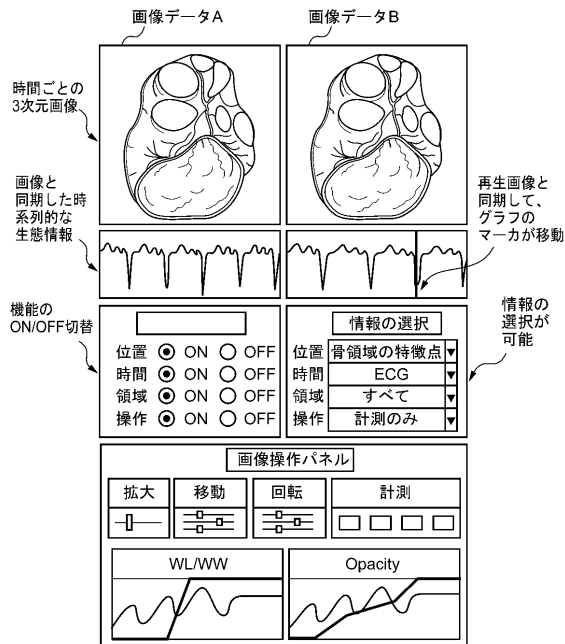 画像データA
画像データB
時間ごとの
3次元画像
画像と
同期した時
系列的な
生態情報
再生画像と
同期して、
グラフの
マーカが移動
機能の
ON/OFF切替
位置 ON OFF
時間 ON OFF
領域 ON OFF
操作 ON OFF
情報の選択
位置 骨領域の特徴点
時間 ECG
領域 すべて
操作 計測のみ
情報の
選択が
可能
画像操作パネル
拡大
移動
回転
計測
WL/WW
Opacity